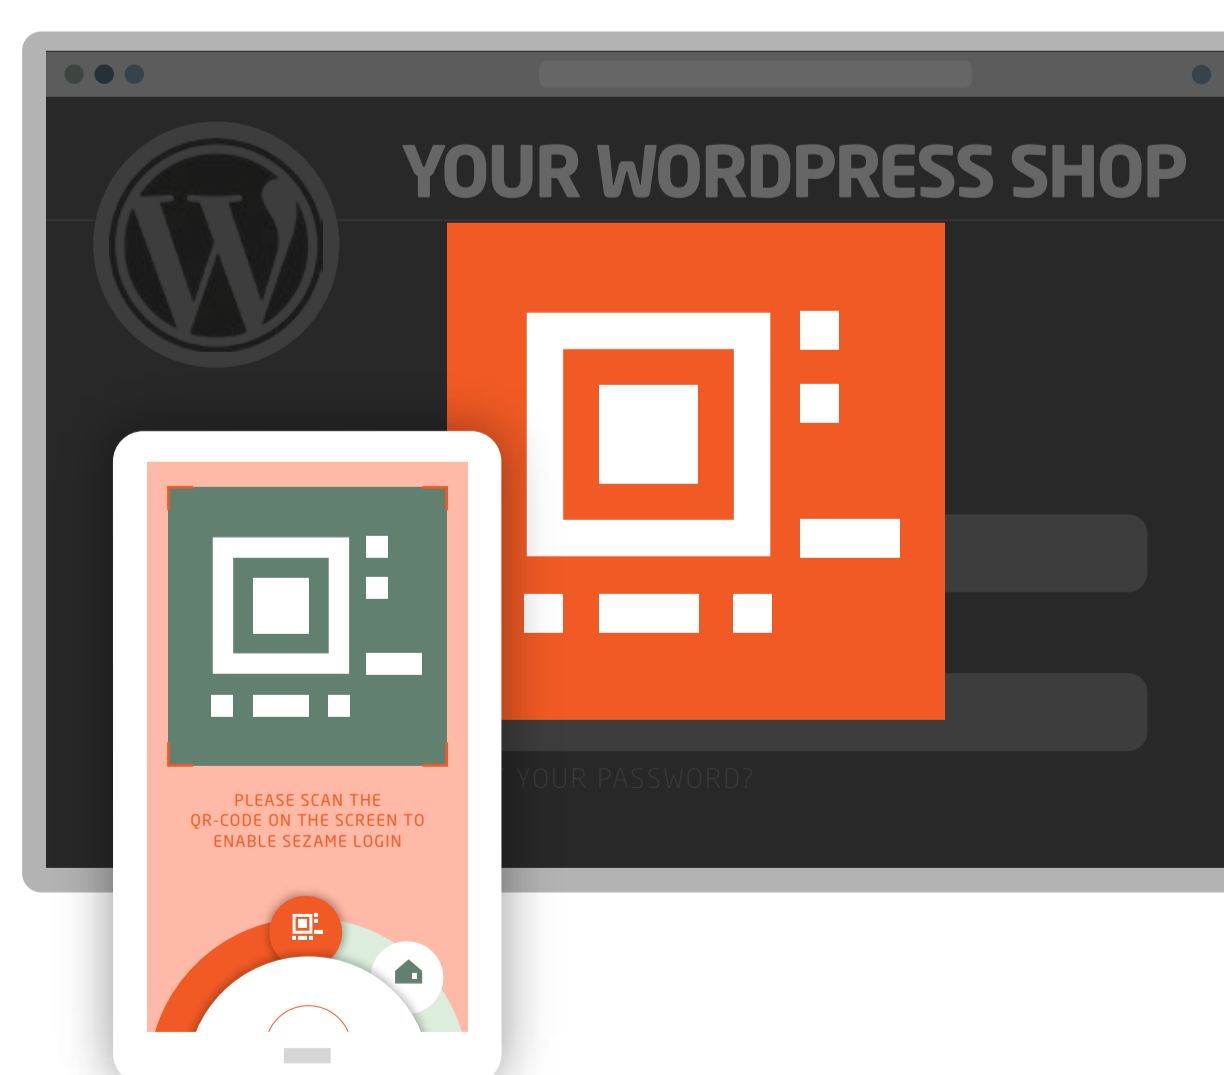 YOUR WORDPRESS SHOP
YOUR PASSWORD?
PLEASE SCAN THE
QR-CODE ON THE SCREEN TO
ENABLE SEZAME LOGIN